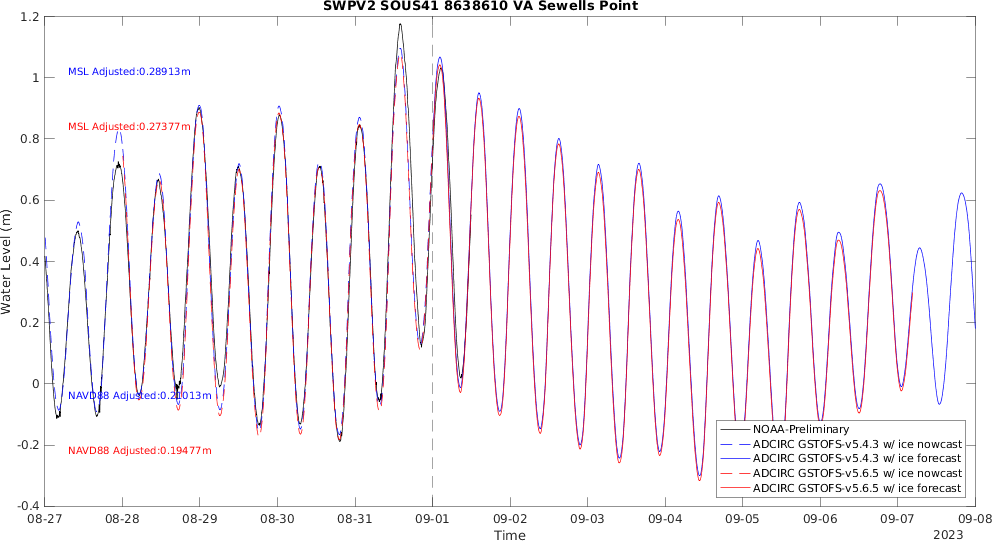 SWPV2 SOUS41 8638610 VA Sewells Point
Water Level (m)
1.2
1
0.8
0.6
0.4
0.2
0
-0.2
-0.4
MSL Adjusted:0.28913m
MSL Adjusted:0.27377m
NAVD88 Adjusted:0.21013m
NAVD88 Adjusted:0.19477m
NOAA-Preliminary
ADCIRC GSTOFS-v5.4.3 w/ ice nowcast
ADCIRC GSTOFS-v5.4.3 w/ ice forecast
ADCIRC GSTOFS-v5.6.5 w/ ice nowcast
ADCIRC GSTOFS-v5.6.5 w/ ice forecast
08-27 08-28 08-29 08-30 08-31 09-01 09-02 09-03 09-04 09-05 09-06 09-07 09-08
Time
2023